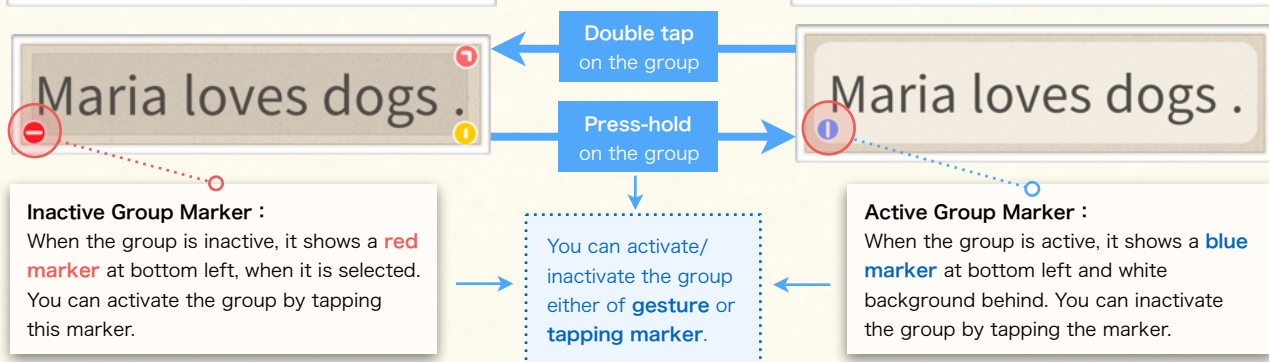 Double tap
on the group
Maria loves dogs .
Maria loves dogs .
Press-hold
on the group
Inactive Group Marker :
When the group is inactive, it shows a red
marker at bottom left, when it is selected.
You can activate the group by tapping
this marker.
You can activate/
inactivate the group
either of gesture or
tapping marker.
Active Group Marker :
When the group is active, it shows a blue
marker at bottom left and white
background behind. You can inactivate
the group by tapping the marker.